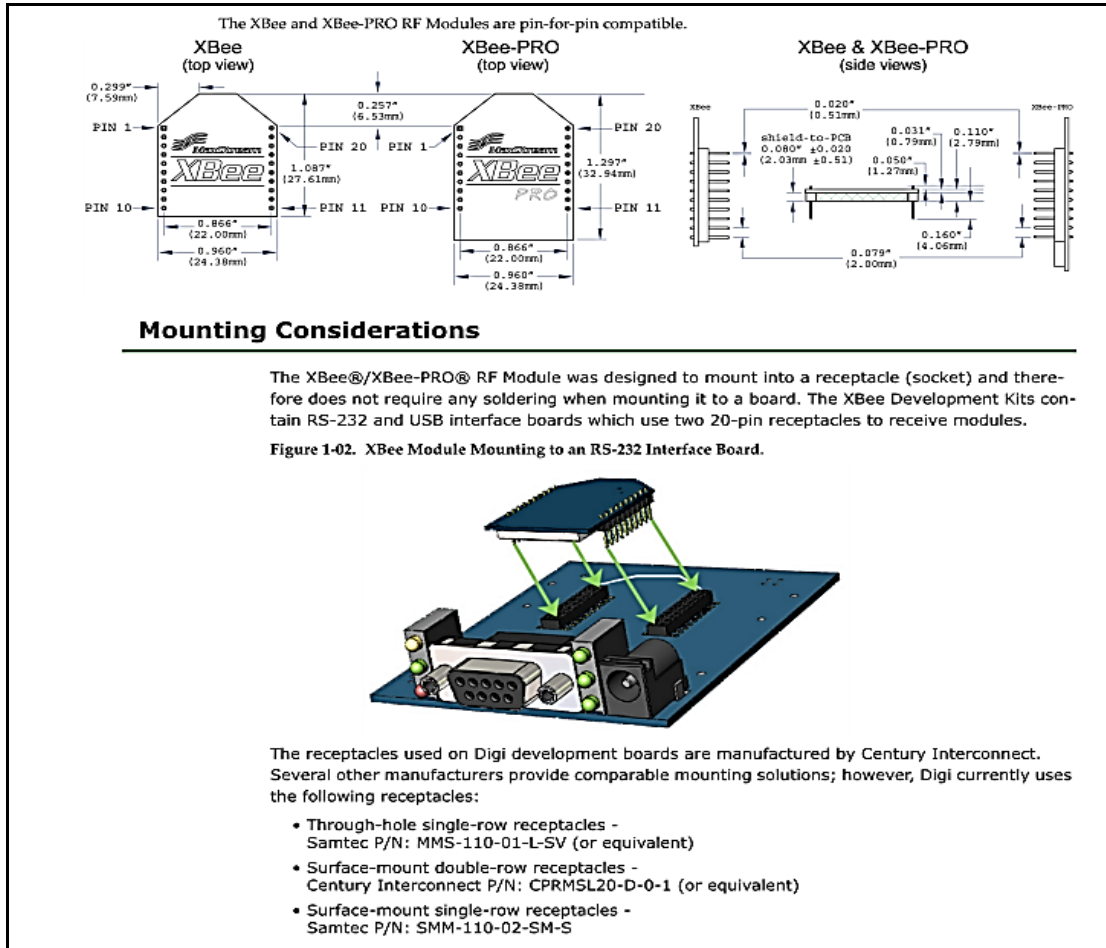 The XBee and XBee-PRO RF Modules are pin-for-pin compatible.
XBee
(top view)
XBee-PRO
(top view)
XBee & XBee-PRO
(side views)
0.299"
(7.59mm)
0.257"
(6.53mm)
PIN 1
PIN 20
PIN 1
PIN 20
MaxStream
XBee
1.087"
(27.61mm)
MaxStream
XBee
PRO
1.297"
(32.94mm)
PIN 10
PIN 11
PIN 10
PIN 11
0.866"
(22.00mm)
0.960"
(24.38mm)
0.866"
(22.00mm)
0.960"
(24.38mm)
XBee
XBee-PRO
0.020"
(0.51mm)
shield-to-PCB
0.080" ±0.020
(2.03mm ±0.51)
0.031"
(0.79mm)
0.110"
(2.79mm)
0.050"
(1.27mm)
0.160"
(4.06mm)
0.079"
(2.00mm)
Mounting Considerations
The XBee®/XBee-PRO® RF Module was designed to mount into a receptacle (socket) and there-
fore does not require any soldering when mounting it to a board. The XBee Development Kits con-
tain RS-232 and USB interface boards which use two 20-pin receptacles to receive modules.
Figure 1-02. XBee Module Mounting to an RS-232 Interface Board.
The receptacles used on Digi development boards are manufactured by Century Interconnect.
Several other manufacturers provide comparable mounting solutions; however, Digi currently uses
the following receptacles:
• Through-hole single-row receptacles -
Samtec P/N: MMS-110-01-L-SV (or equivalent)
• Surface-mount double-row receptacles -
Century Interconnect P/N: CPRMSL20-D-0-1 (or equivalent)
• Surface-mount single-row receptacles -
Samtec P/N: SMM-110-02-SM-S